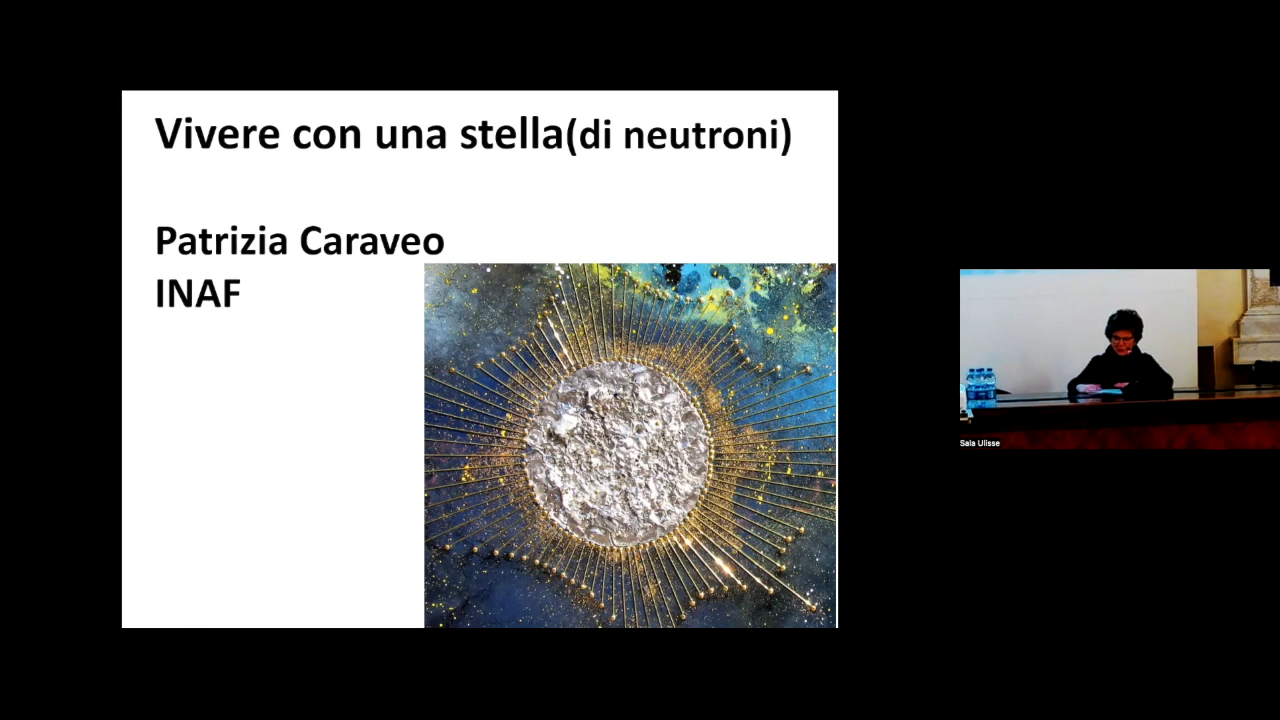 Vivere con una stella(di neutroni)
Patrizia Caraveo
INAF
Sala Ulisse